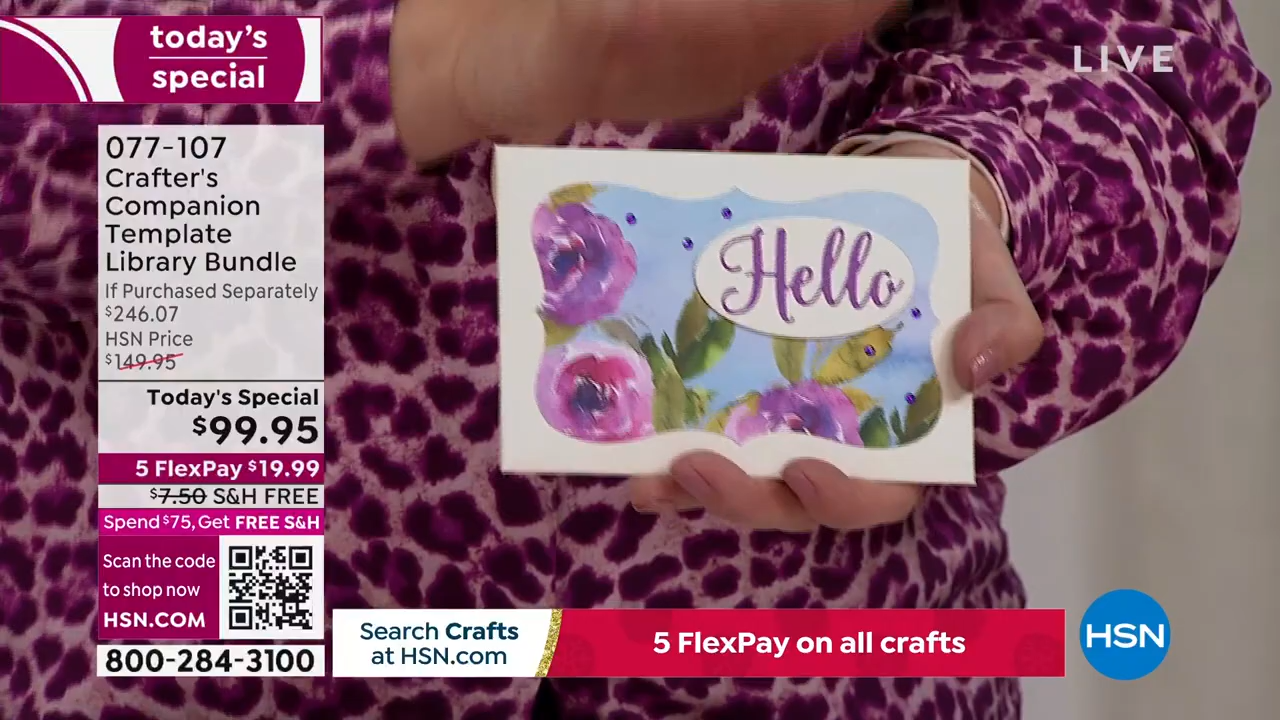 today's
special
LIVE
077-107
Crafter's
Companion
Template
Library Bundle
If Purchased Separately
$246.07
HSN Price
$149.95
Today's Special
$99.95
5 FlexPay $19.99
$7.50 S&H FREE
Spend $75, Get FREE S&H
Scan the code
to shop now
HSN.COM
800-284-3100
Hello
Search Crafts
at HSN.com
5 FlexPay on all crafts
HSN